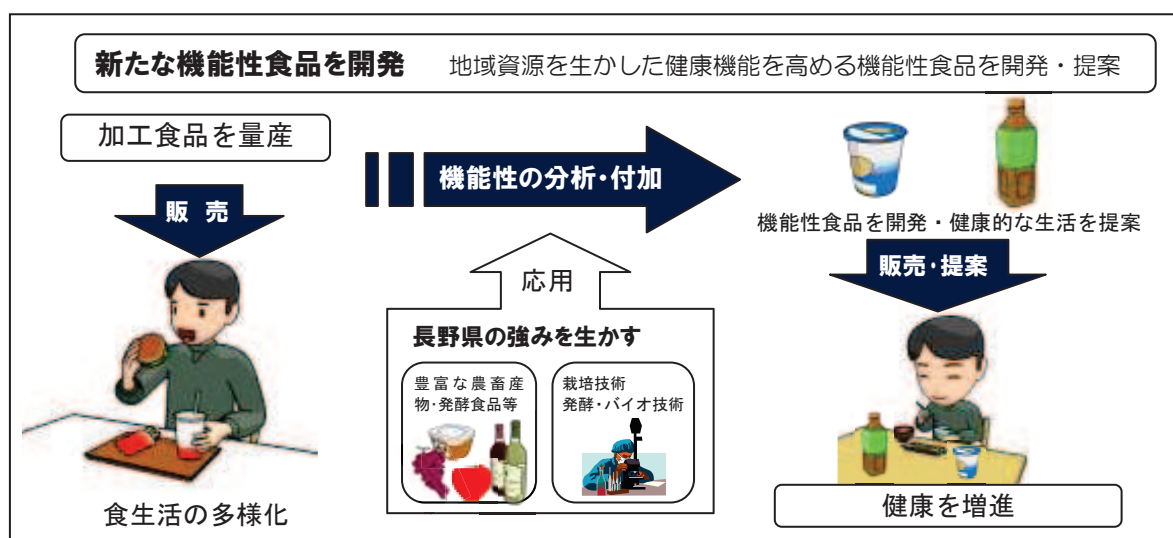 新たな機能性食品を開発 地域資源を生かした健康機能を高める機能性食品を開発・提案
加工食品を量産
販 売
食生活の多様化
機能性の分析・付加
応用
長野県の強みを生かす
豊富な農畜産
物・発酵食品等
栽培技術
発酵・バイオ技術
機能性食品を開発・健康的な生活を提案
販売・提案
健康を増進